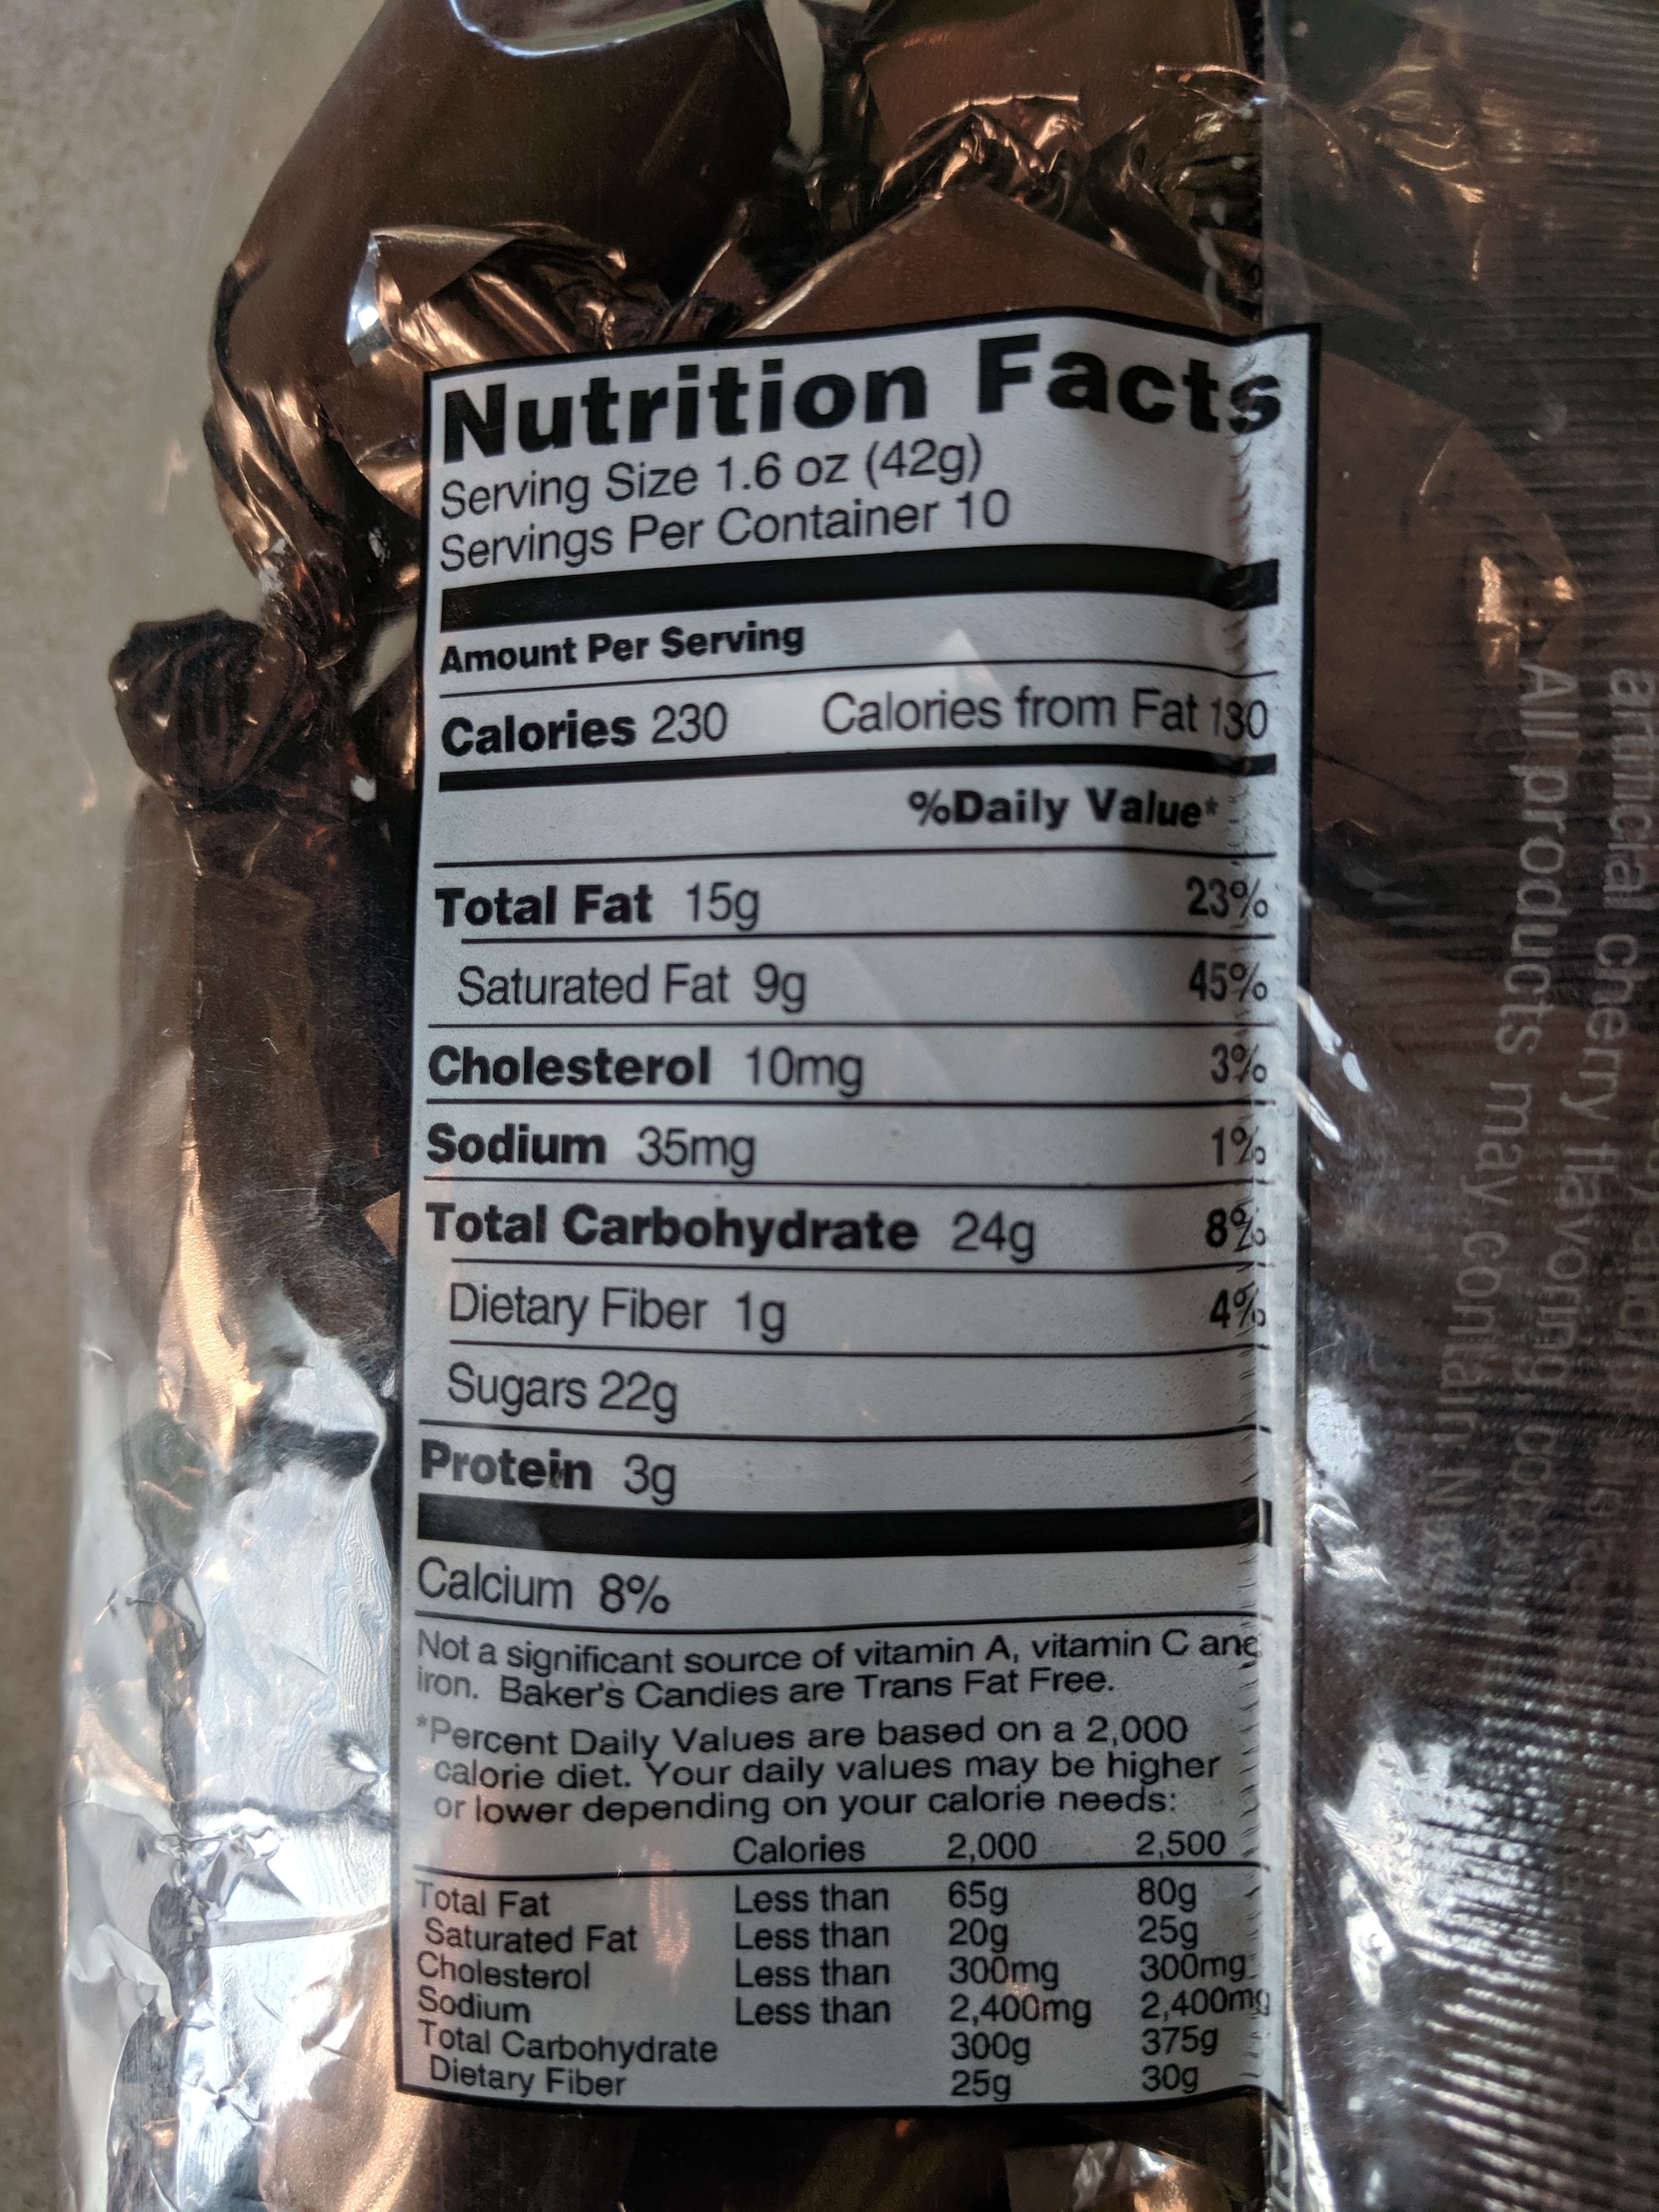 Nutrition Facts
Serving Size 1.6 oz (42g)
Servings Per Container 10
Amount Per Serving
Calories 230 Calories from Fat 130
%Daily Value*
Total Fat 15g 23%
Saturated Fat 9g 45%
Cholesterol 10mg 3%
Sodium 35mg 1%
Total Carbohydrate 24g 8%
Dietary Fiber 1g 4%
Sugars 22g
Protein 3g
Calcium 8%
Not a significant source of vitamin A, vitamin C and
iron. Baker's Candies are Trans Fat Free.
*Percent Daily Values are based on a 2,000
calorie diet. Your daily values may be higher
or lower depending on your calorie needs:
Calories 2,000 2,500
Total Fat Less than 65g 80g
Saturated Fat Less than 20g 25g
Cholesterol Less than 300mg 300mg
Sodium Less than 2,400mg 2,400mg
Total Carbohydrate 300g 375g
Dietary Fiber 25g 30g
artificial cherry flavoring
All products may contain